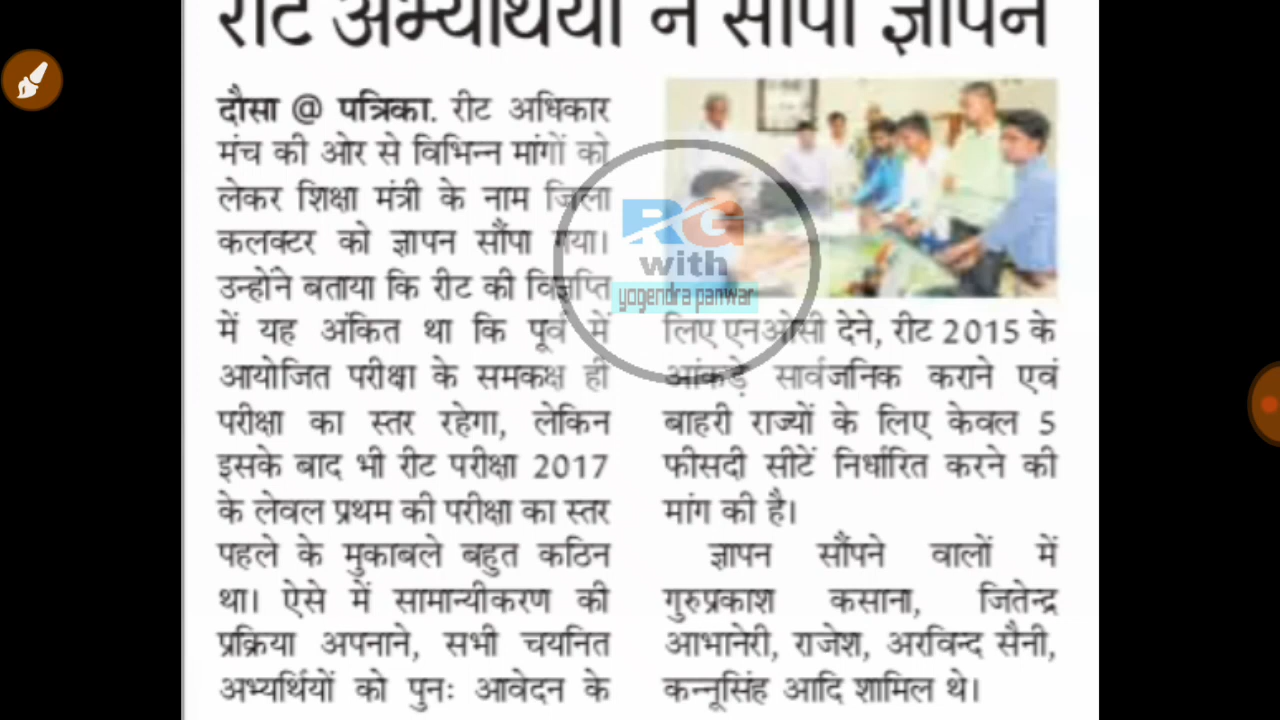 रीट अभ्यर्थियों ने सौंपा ज्ञापन
दौसा @ पत्रिका. रीट अधिकार
मंच की ओर से विभिन्न मांगों को
लेकर शिक्षा मंत्री के नाम जिला
कलक्टर को ज्ञापन सौंपा गया।
उन्होंने बताया कि रीट की विज्ञप्ति
में यह अंकित था कि पूर्व में
आयोजित परीक्षा के समकक्ष ही
परीक्षा का स्तर रहेगा, लेकिन
इसके बाद भी रीट परीक्षा 2017
के लेवल प्रथम की परीक्षा का स्तर
पहले के मुकाबले बहुत कठिन
था। ऐसे में सामान्यीकरण की
प्रक्रिया अपनाने, सभी चयनित
अभ्यर्थियों को पुनः आवेदन के
लिए एनओसी देने, रीट 2015 के
आंकड़े सार्वजनिक कराने एवं
बाहरी राज्यों के लिए केवल 5
फीसदी सीटें निर्धारित करने की
मांग की है।
ज्ञापन सौंपने वालों में
गुरुप्रकाश कसाना, जितेन्द्र
आभानेरी, राजेश, अरविन्द सैनी,
कन्नूसिंह आदि शामिल थे।
RG
with
yogendra panwar